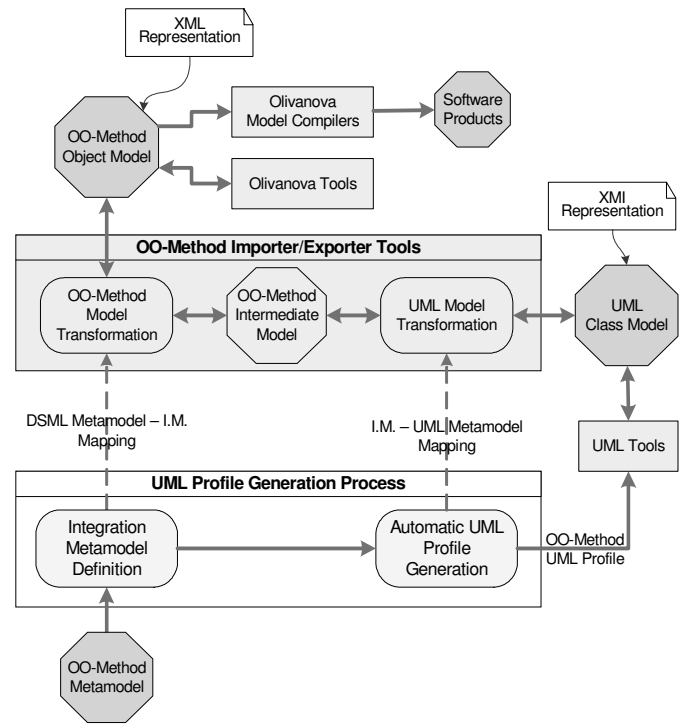 XML
Representation
OO-Method
Object Model
Olivanova
Model Compilers
Software
Products
Olivanova Tools
XMI
Representation
OO-Method Importer/Exporter Tools
OO-Method
Model
Transformation
OO-Method
Intermediate
Model
UML Model
Transformation
UML
Class Model
DSML Metamodel – I.M.
Mapping
I.M. – UML Metamodel
Mapping
UML Tools
UML Profile Generation Process
Integration
Metamodel
Definition
Automatic UML
Profile
Generation
OO-Method
UML Profile
OO-Method
Metamodel